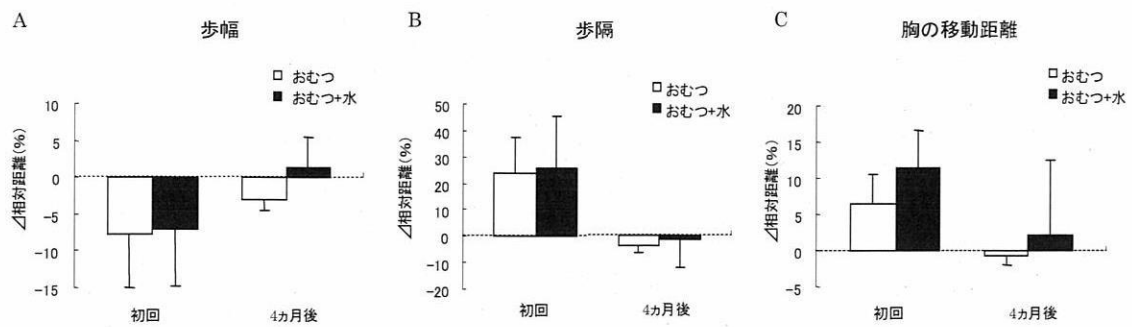 A
歩幅
おむつ
おむつ+水
⊿相対距離(%)
10
5
0
-5
-10
-15
初回
4ヵ月後
B
歩隔
おむつ
おむつ+水
⊿相対距離(%)
50
40
30
20
10
0
-10
-20
初回
4ヵ月後
C
胸の移動距離
おむつ
おむつ+水
⊿相対距離(%)
20
15
10
5
0
-5
初回
4ヵ月後